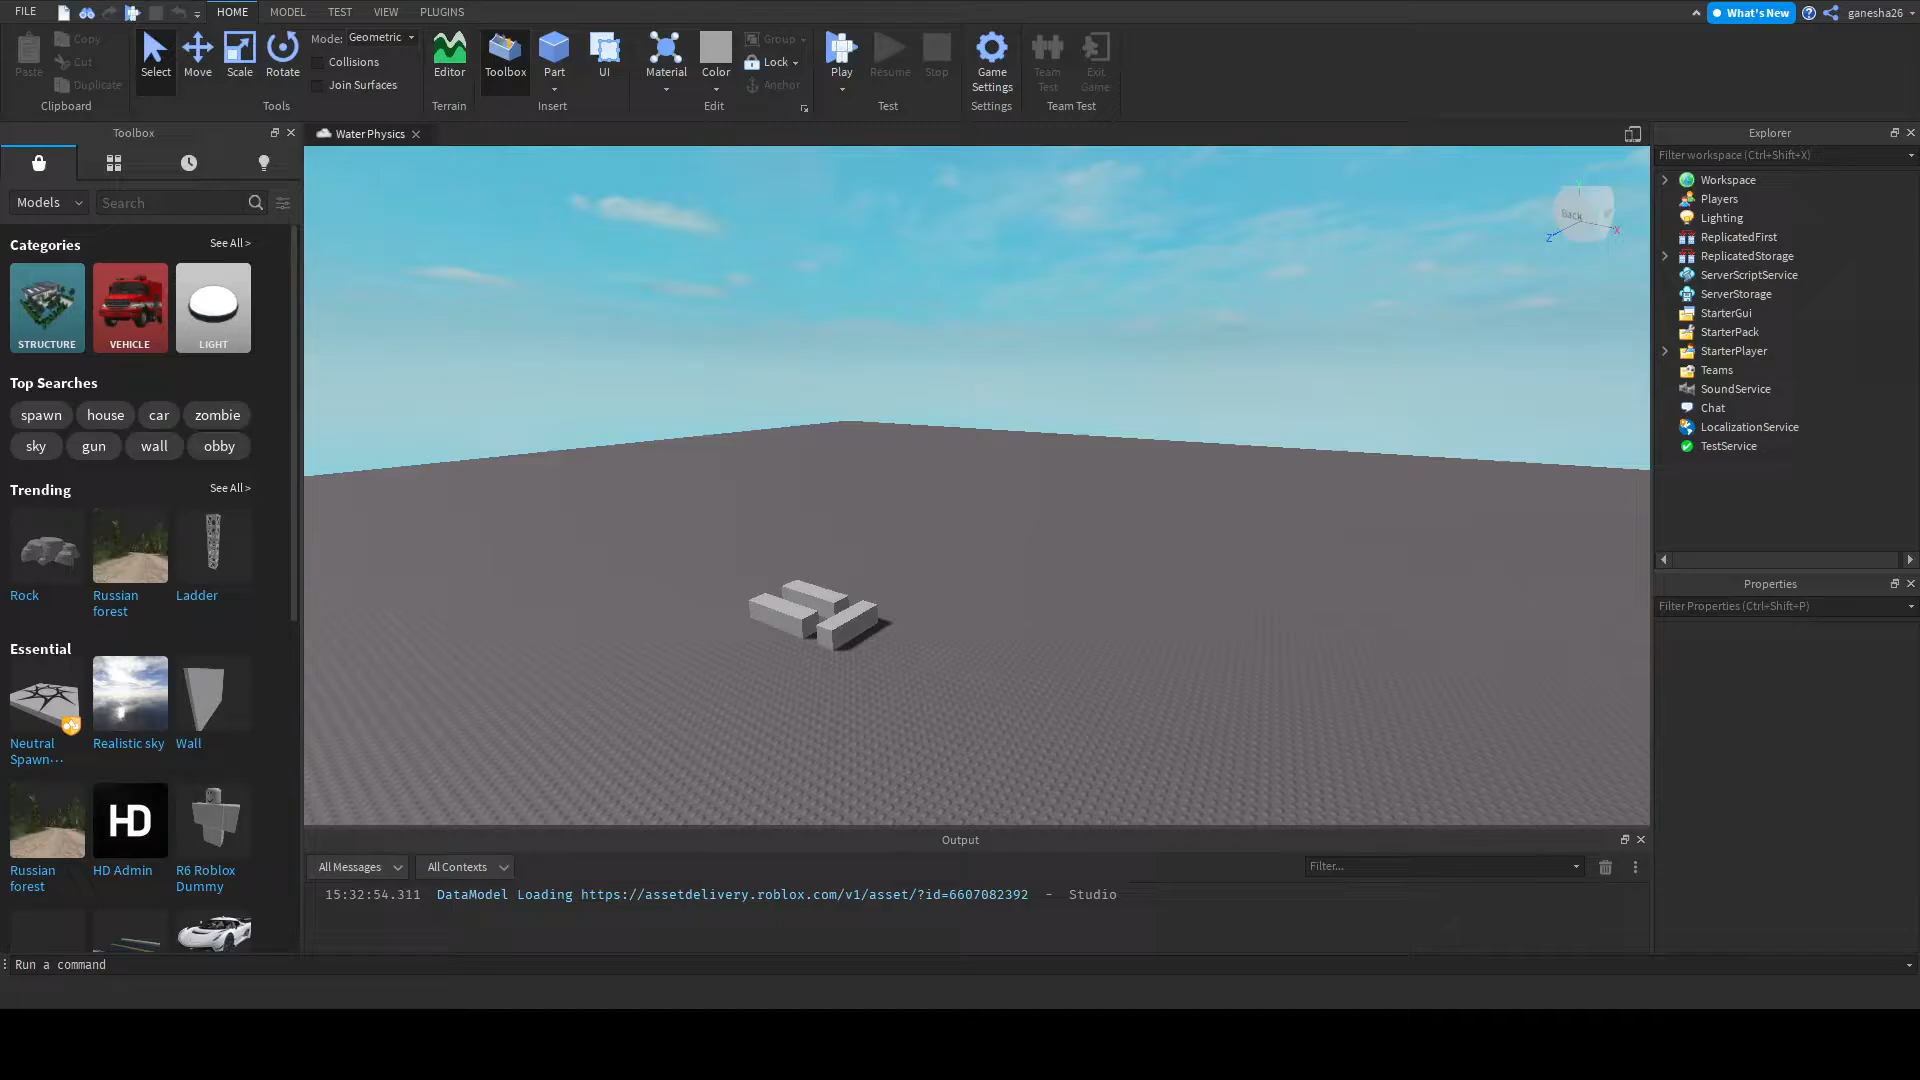 FILE HOME MODEL TEST VIEW PLUGINS What's New ganesha26
Paste Copy Cut Duplicate
Clipboard
Select Move Scale Rotate
Mode: Geometric
Collisions
Join Surfaces
Tools
Editor
Terrain
Toolbox Part UI
Insert
Material Color
Group
Lock
Anchor
Edit
Play Resume Stop
Test
Game Settings
Settings
Team Test
Exit Game
Team Test
Toolbox
Models Search
Categories See All >
STRUCTURE VEHICLE LIGHT
Top Searches
spawn house car zombie
sky gun wall obby
Trending See All >
Rock
Russian forest
Ladder
Essential
Neutral Spawn...
Realistic sky
Wall
Russian forest
HD
HD Admin
R6 Roblox Dummy
Water Physics
Back
Y
Z
X
Output
All Messages All Contexts Filter...
15:32:54.311 DataModel Loading https://assetdelivery.roblox.com/v1/asset/?id=6607082392 - Studio
Run a command
Explorer
Filter workspace (Ctrl+Shift+X)
Workspace
Players
Lighting
ReplicatedFirst
ReplicatedStorage
ServerScriptService
ServerStorage
StarterGui
StarterPack
StarterPlayer
Teams
SoundService
Chat
LocalizationService
TestService
Properties
Filter Properties (Ctrl+Shift+P)